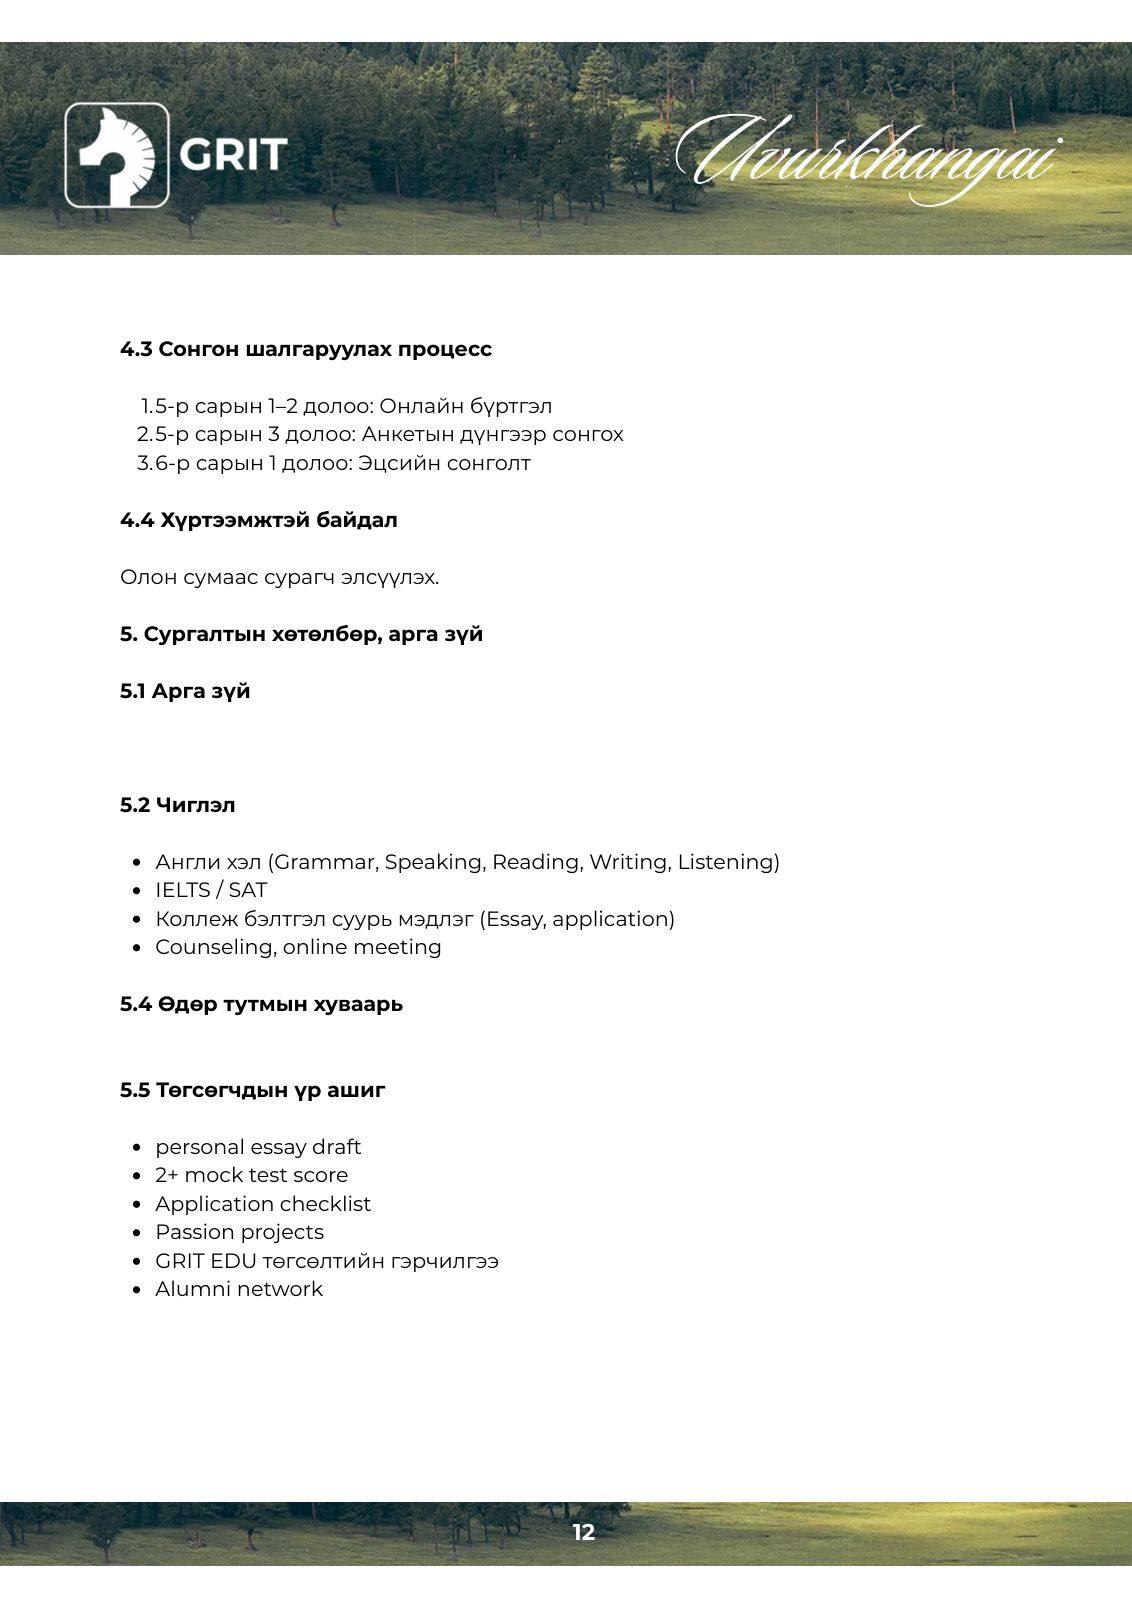 GRIT
Uvurkhangai
4.3 Сонгон шалгаруулах процесс
1. 5-р сарын 1–2 долоо: Онлайн бүртгэл
2. 5-р сарын 3 долоо: Анкетын дүнгээр сонгох
3. 6-р сарын 1 долоо: Эцсийн сонголт
4.4 Хүртээмжтэй байдал
Олон сумаас сурагч элсүүлэх.
5. Сургалтын хөтөлбөр, арга зүй
5.1 Арга зүй
5.2 Чиглэл
• Англи хэл (Grammar, Speaking, Reading, Writing, Listening)
• IELTS / SAT
• Коллеж бэлтгэл суурь мэдлэг (Essay, application)
• Counseling, online meeting
5.4 Өдөр тутмын хуваарь
5.5 Төгсөгчдын үр ашиг
• personal essay draft
• 2+ mock test score
• Application checklist
• Passion projects
• GRIT EDU төгсөлтийн гэрчилгээ
• Alumni network
12